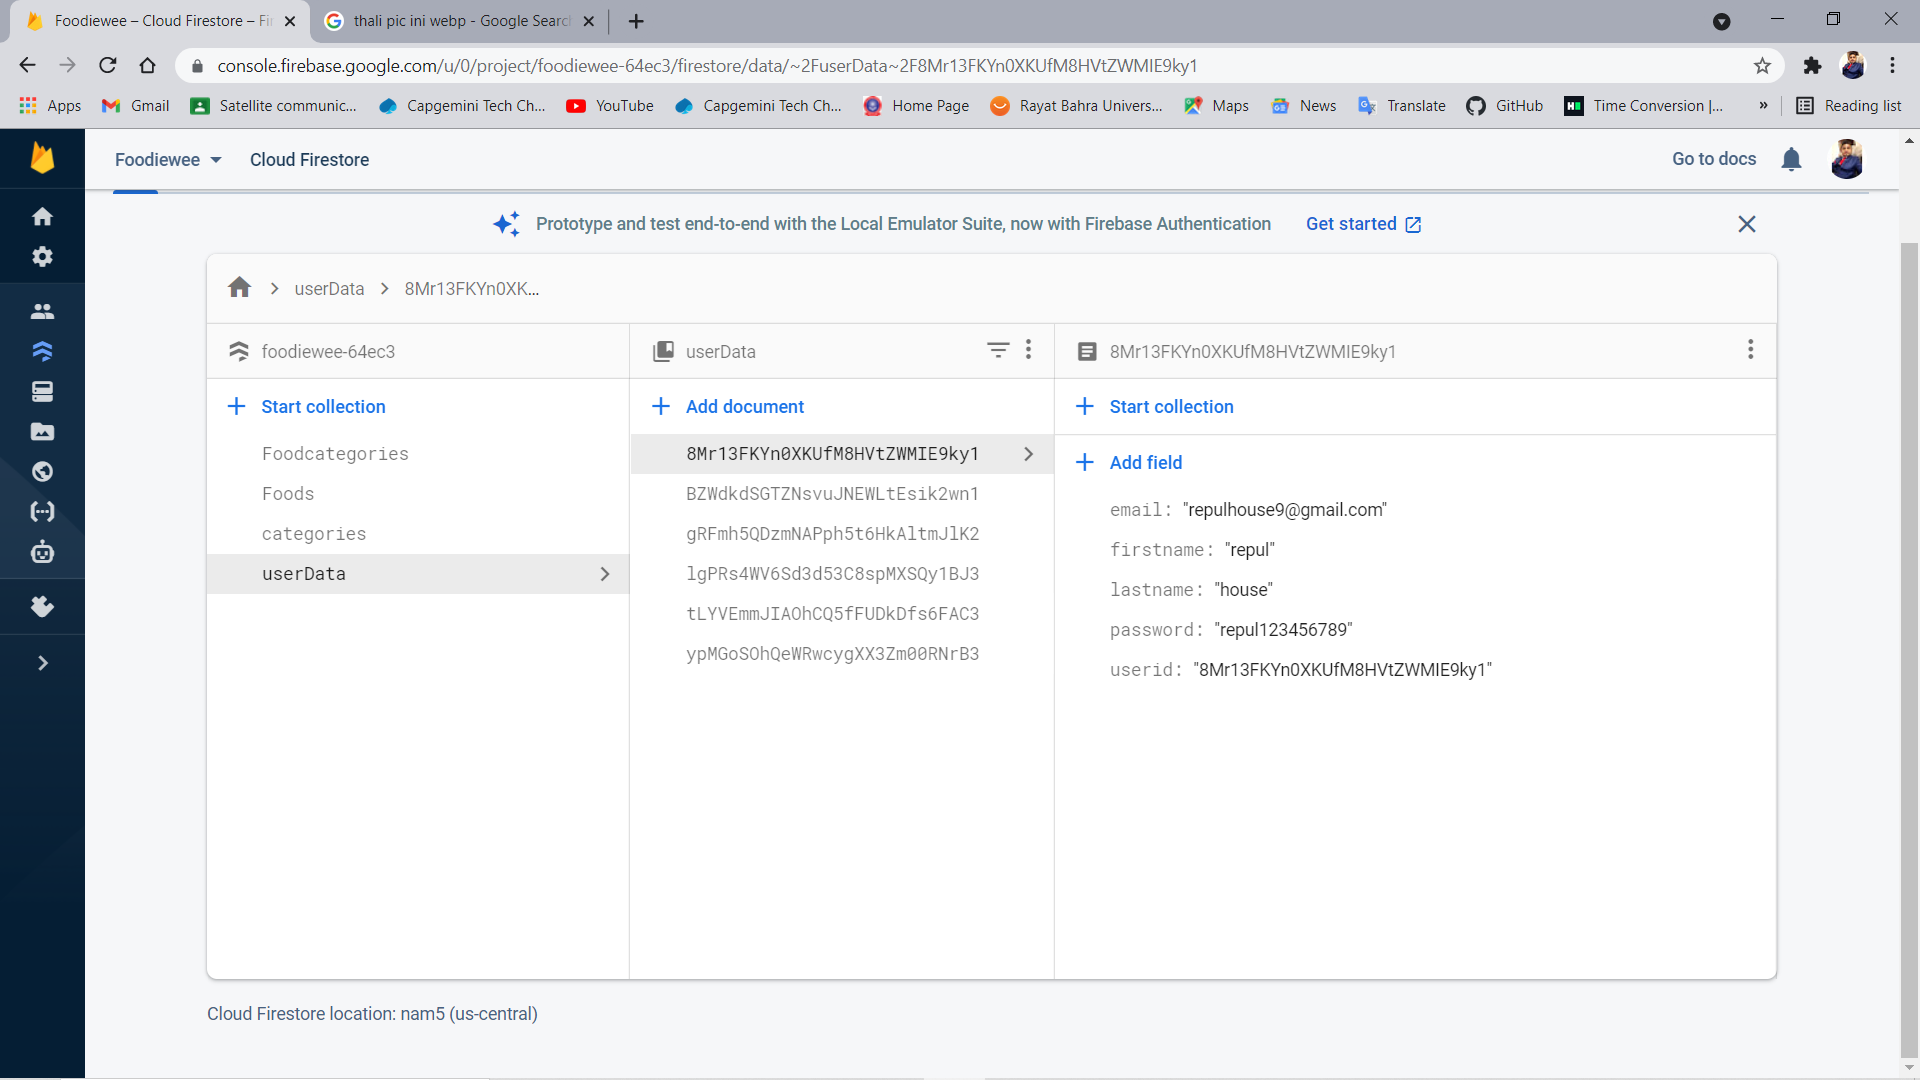 Foodiewee – Cloud Firestore – Fi
thali pic ini webp - Google Searc
console.firebase.google.com/u/0/project/foodiewee-64ec3/firestore/data/~2FuserData~2F8Mr13FKYn0XKUfM8HVtZWMIE9ky1
Apps Gmail Satellite communic... Capgemini Tech Ch... YouTube Capgemini Tech Ch... Home Page Rayat Bahra Univers... Maps News Translate GitHub Time Conversion |... » Reading list
Foodiewee Cloud Firestore Go to docs
Prototype and test end-to-end with the Local Emulator Suite, now with Firebase Authentication Get started
userData 8Mr13FKYn0XK...
foodiewee-64ec3
Start collection
Foodcategories
Foods
categories
userData
userData
Add document
8Mr13FKYn0XKUfM8HVtZWMIE9ky1
BZWdkdSGTZNsvuJNEWLtEsik2wn1
gRFmh5QDzmNAPph5t6HkAltmJlK2
lgPRs4WV6Sd3d53C8spMXSQy1BJ3
tLYVEmmJIAOhCQ5fFUDkDfs6FAC3
ypMGoSOhQeWRwcygXX3Zm00RNrB3
8Mr13FKYn0XKUfM8HVtZWMIE9ky1
Start collection
Add field
email: "repulhouse9@gmail.com"
firstname: "repul"
lastname: "house"
password: "repul123456789"
userid: "8Mr13FKYn0XKUfM8HVtZWMIE9ky1"
Cloud Firestore location: nam5 (us-central)